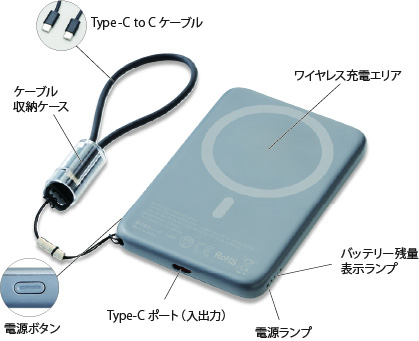 Type-C to C ケーブル
ワイヤレス充電エリア
ケーブル
収納ケース
バッテリー残量
表示ランプ
電源ボタン
Type-C ポート（入出力）
電源ランプ
RoHS